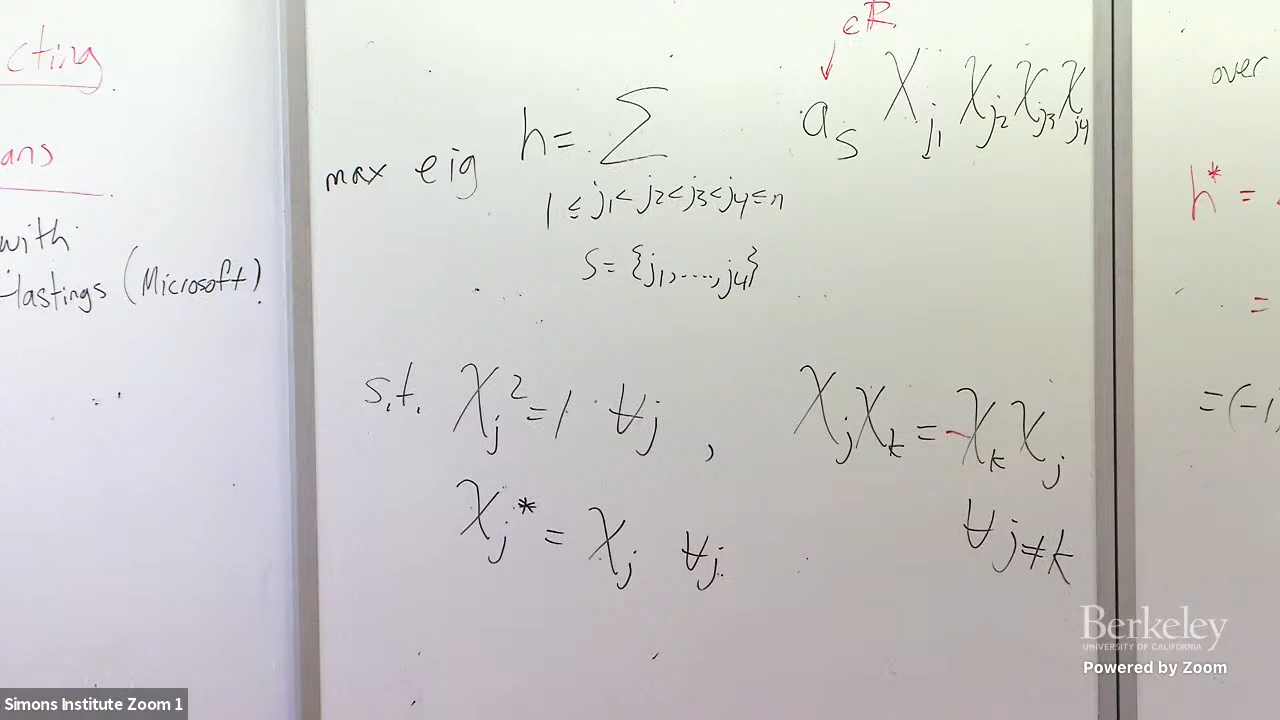 cting
ans
with
Hastings (Microsoft)
max eig h = ∑ a_S χ_{j1} χ_{j2} χ_{j3} χ_{j4}
∈ℝ
1 ≤ j1 < j2 < j3 < j4 ≤ n
S = {j1, ...., j4}
s.t. χ_j^2 = 1 ∀j , χ_j χ_k = -χ_k χ_j
χ_j^* = χ_j ∀j ∀ j≠k
over
h* =
=
= (-1)
Berkeley
UNIVERSITY OF CALIFORNIA
Powered by Zoom
Simons Institute Zoom 1